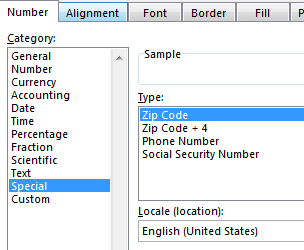 Number Alignment Font Border Fill
Category:
General
Number
Currency
Accounting
Date
Time
Percentage
Fraction
Scientific
Text
Special
Custom
Sample
Type:
Zip Code
Zip Code + 4
Phone Number
Social Security Number
Locale (location):
English (United States)